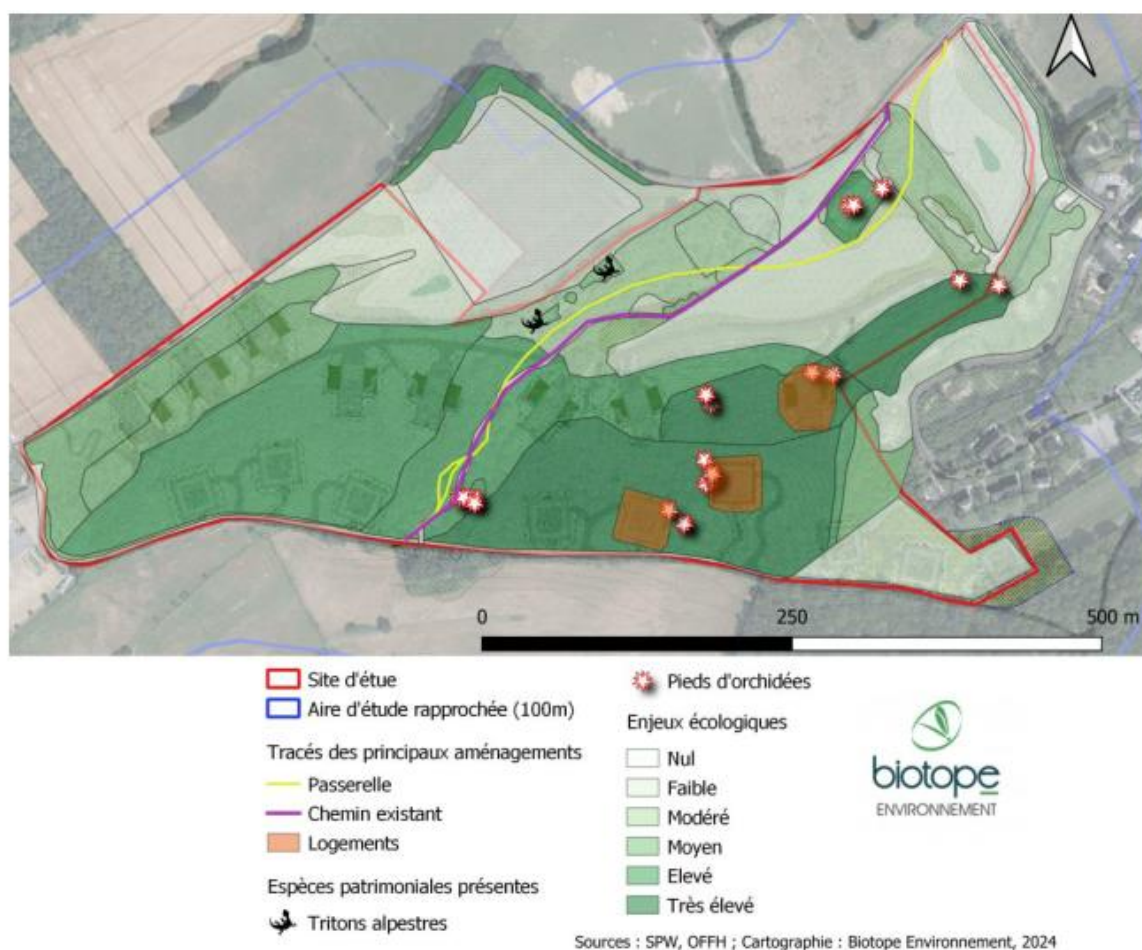 0 250 500 m
Site d'étue
Aire d'étude rapprochée (100m)
Tracés des principaux aménagements
Passerelle
Chemin existant
Logements
Espèces patrimoniales présentes
Tritons alpestres
Pieds d'orchidées
Enjeux écologiques
Nul
Faible
Modéré
Moyen
Elevé
Très élevé
biotope
ENVIRONNEMENT
Sources : SPW, OFFH ; Cartographie : Biotope Environnement, 2024